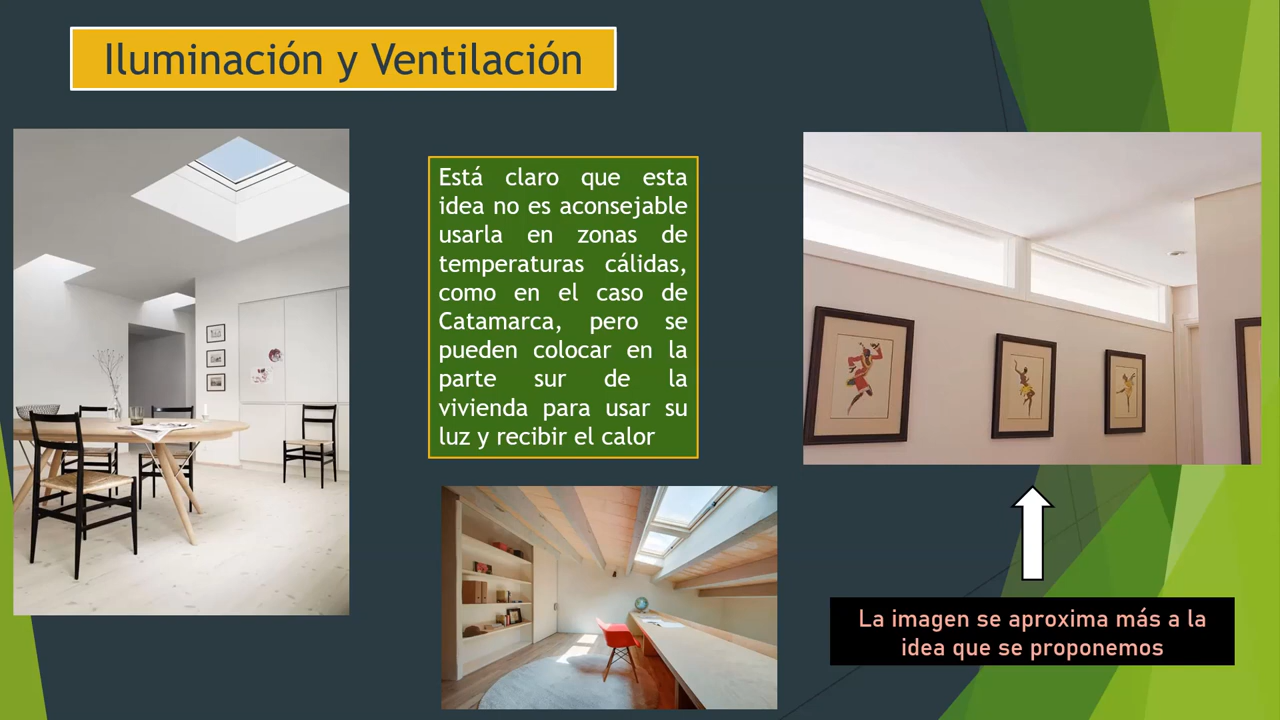 Iluminación y Ventilación
Está claro que esta
idea no es aconsejable
usarla en zonas de
temperaturas cálidas,
como en el caso de
Catamarca, pero se
pueden colocar en la
parte sur de la
vivienda para usar su
luz y recibir el calor
La imagen se aproxima más a la
idea que se proponemos